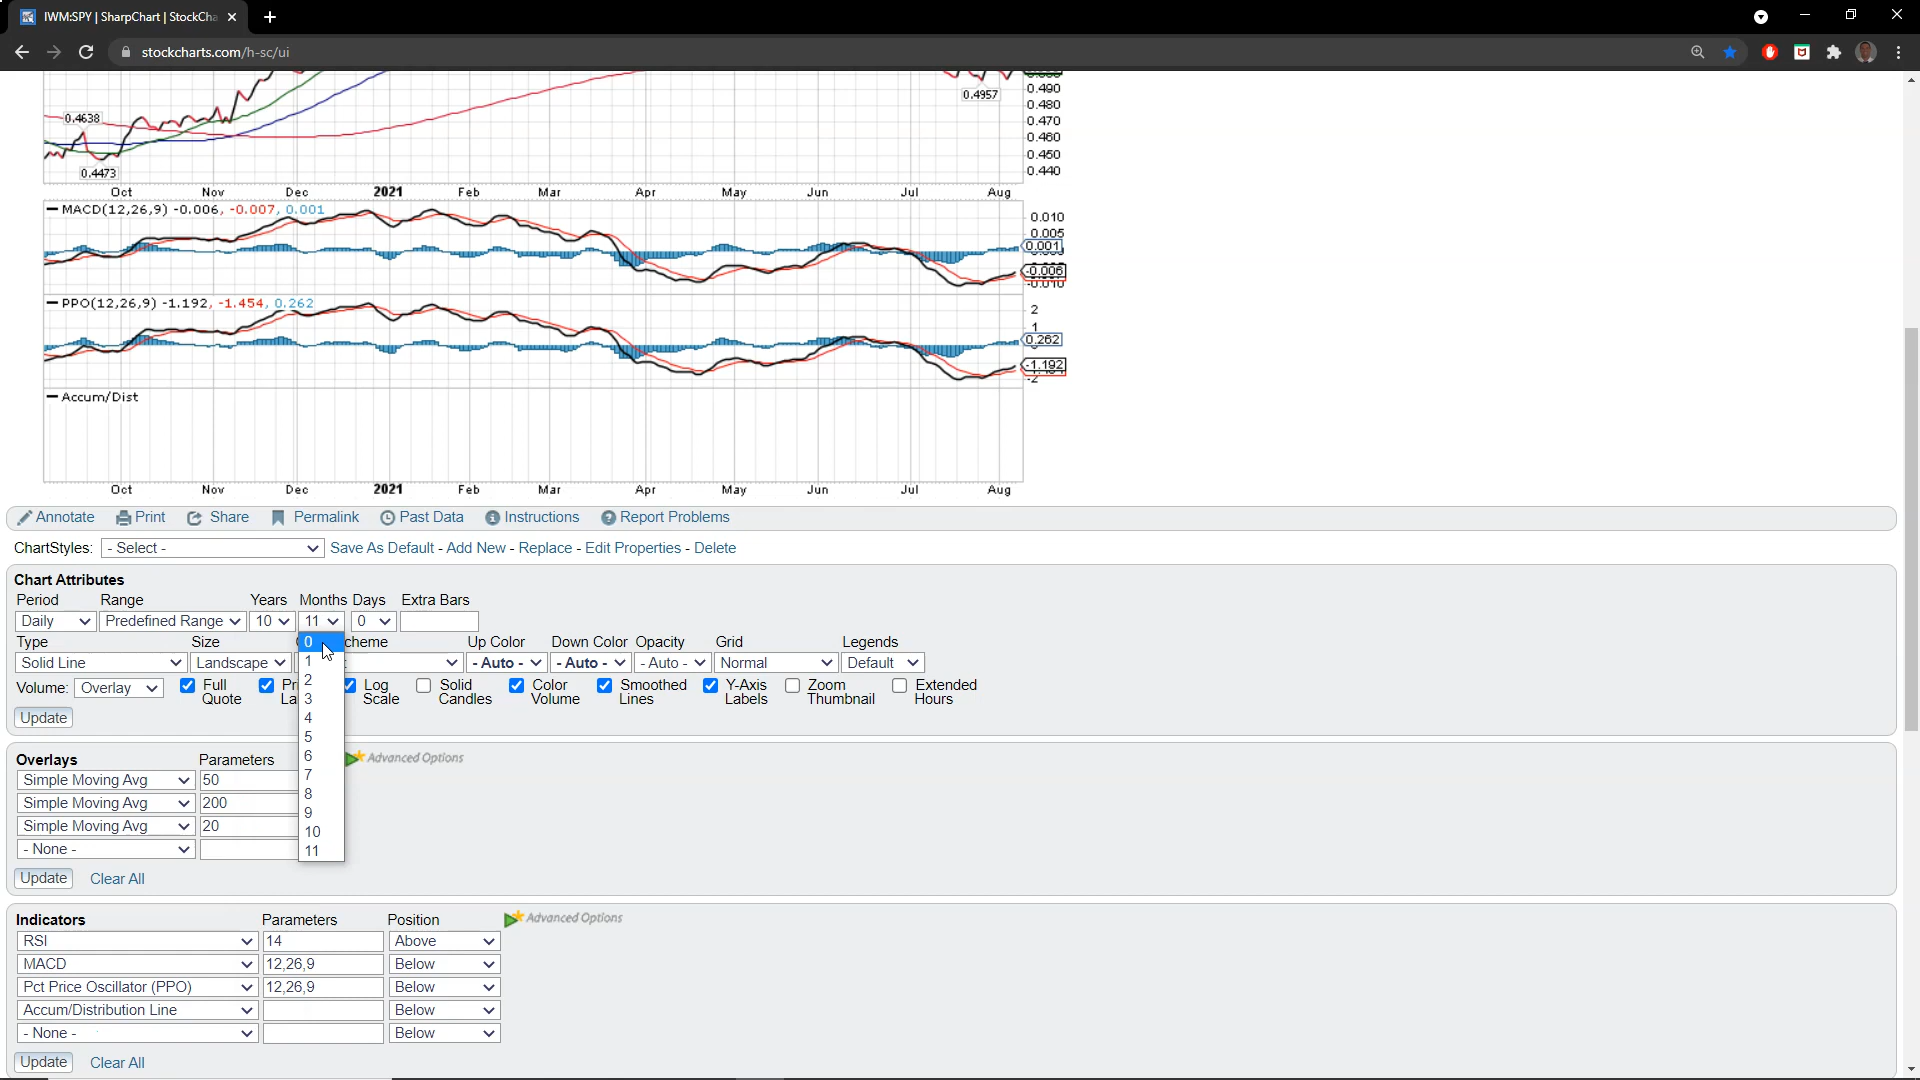 IWM:SPY | SharpChart | StockCha
stockcharts.com/h-sc/ui
0.4638
0.4473
0.4957
0.490
0.480
0.470
0.460
0.450
0.440
Oct Nov Dec 2021 Feb Mar Apr May Jun Jul Aug
MACD(12,26,9) -0.006, -0.007, 0.001
0.010
0.005
0.001
-0.006
-0.010
PPO(12,26,9) -1.192, -1.454, 0.262
2
1
0.262
-1.192
-2
Accum/Dist
Oct Nov Dec 2021 Feb Mar Apr May Jun Jul Aug
Annotate Print Share Permalink Past Data Instructions Report Problems
ChartStyles: - Select - Save As Default - Add New - Replace - Edit Properties - Delete
Chart Attributes
Period Range Years Months Days Extra Bars
Daily Predefined Range 10 11 0
Type Size cheme Up Color Down Color Opacity Grid Legends
Solid Line Landscape - Auto - - Auto - - Auto - Normal Default
Volume: Overlay Full Quote Pri La Log Scale Solid Candles Color Volume Smoothed Lines Y-Axis Labels Zoom Thumbnail Extended Hours
Update
0
1
2
3
4
5
6
7
8
9
10
11
Overlays Parameters Advanced Options
Simple Moving Avg 50
Simple Moving Avg 200
Simple Moving Avg 20
- None -
Update Clear All
Indicators Parameters Position Advanced Options
RSI 14 Above
MACD 12,26,9 Below
Pct Price Oscillator (PPO) 12,26,9 Below
Accum/Distribution Line Below
- None - Below
Update Clear All